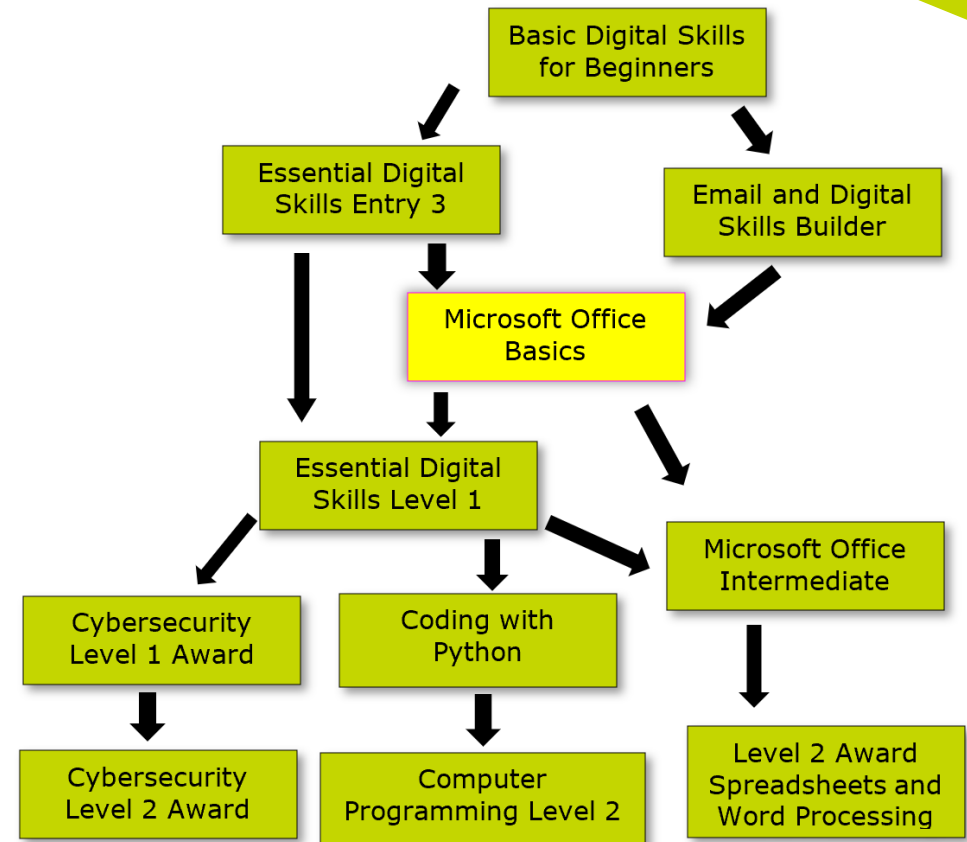 Basic Digital Skills
for Beginners
Essential Digital
Skills Entry 3
Email and Digital
Skills Builder
Microsoft Office
Basics
Essential Digital
Skills Level 1
Microsoft Office
Intermediate
Cybersecurity
Level 1 Award
Coding with
Python
Cybersecurity
Level 2 Award
Computer
Programming Level 2
Level 2 Award
Spreadsheets and
Word Processing